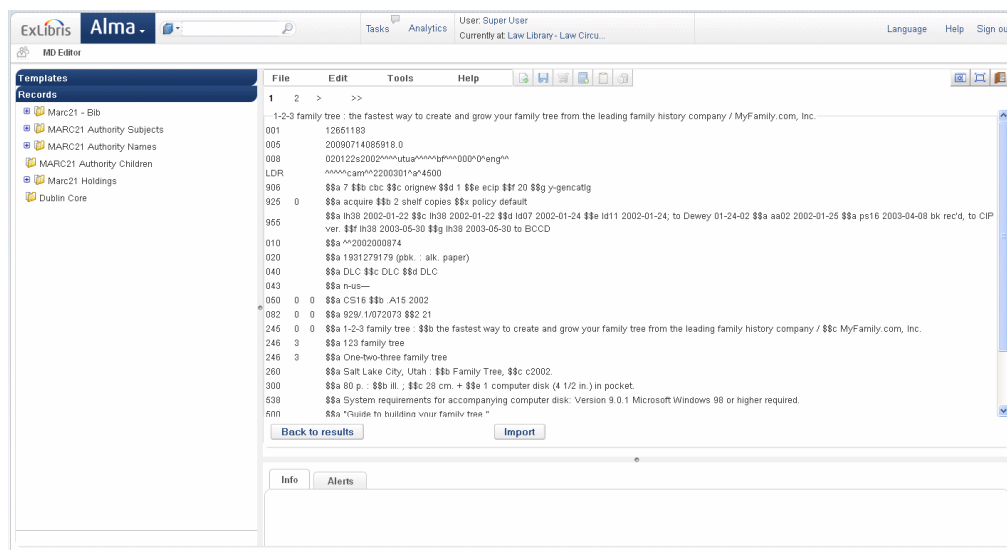 ExLibris Alma
Tasks Analytics
User: Super User
Currently at: Law Library - Law Circu...
Language Help Sign ou
MD Editor
Templates
Records
Marc21 - Bib
MARC21 Authority Subjects
MARC21 Authority Names
MARC21 Authority Children
Marc21 Holdings
Dublin Core
File Edit Tools Help
1 2 > >>
1-2-3 family tree : the fastest way to create and grow your family tree from the leading family history company / MyFamily.com, Inc.
001 12651183
005 20090714085918.0
008 020122s2002^^^^utua^^^^^bf^^^000^0^eng^^
LDR ^^^^^cam^^2200301^a^4500
906 $$a 7 $$b cbc $$c orignew $$d 1 $$e ecip $$f 20 $$g y-gencatlg
925 0 $$a acquire $$b 2 shelf copies $$x policy default
955 $$a lh38 2002-01-22 $$c lh38 2002-01-22 $$d ld07 2002-01-24 $$e ld11 2002-01-24; to Dewey 01-24-02 $$a aa02 2002-01-25 $$a ps16 2003-04-08 bk rec'd, to CIP
ver. $$f lh38 2003-05-30 $$g lh38 2003-05-30 to BCCD
010 $$a ^^2002000874
020 $$a 1931279179 (pbk. : alk. paper)
040 $$a DLC $$c DLC $$d DLC
043 $$a n-us—
050 0 0 $$a CS16 $$b .A15 2002
082 0 0 $$a 929/.1/072073 $$2 21
245 0 0 $$a 1-2-3 family tree : $$b the fastest way to create and grow your family tree from the leading family history company / $$c MyFamily.com, Inc.
246 3 $$a 123 family tree
246 3 $$a One-two-three family tree
260 $$a Salt Lake City, Utah : $$b Family Tree, $$c c2002.
300 $$a 80 p. : $$b ill. ; $$c 28 cm. + $$e 1 computer disk (4 1/2 in.) in pocket.
538 $$a System requirements for accompanying computer disk: Version 9.0.1 Microsoft Windows 98 or higher required.
500 $$a "Guide to building your family tree."
Back to results Import
Info Alerts